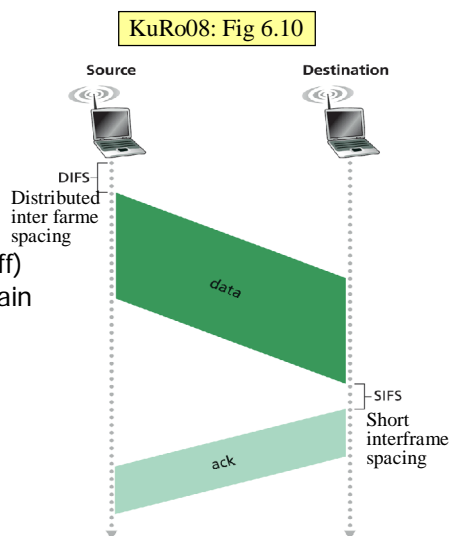 KuRo08: Fig 6.10
Source
Destination
DIFS
Distributed
inter farme
spacing
ff)
ain
data
SIFS
Short
interframe
spacing
ack